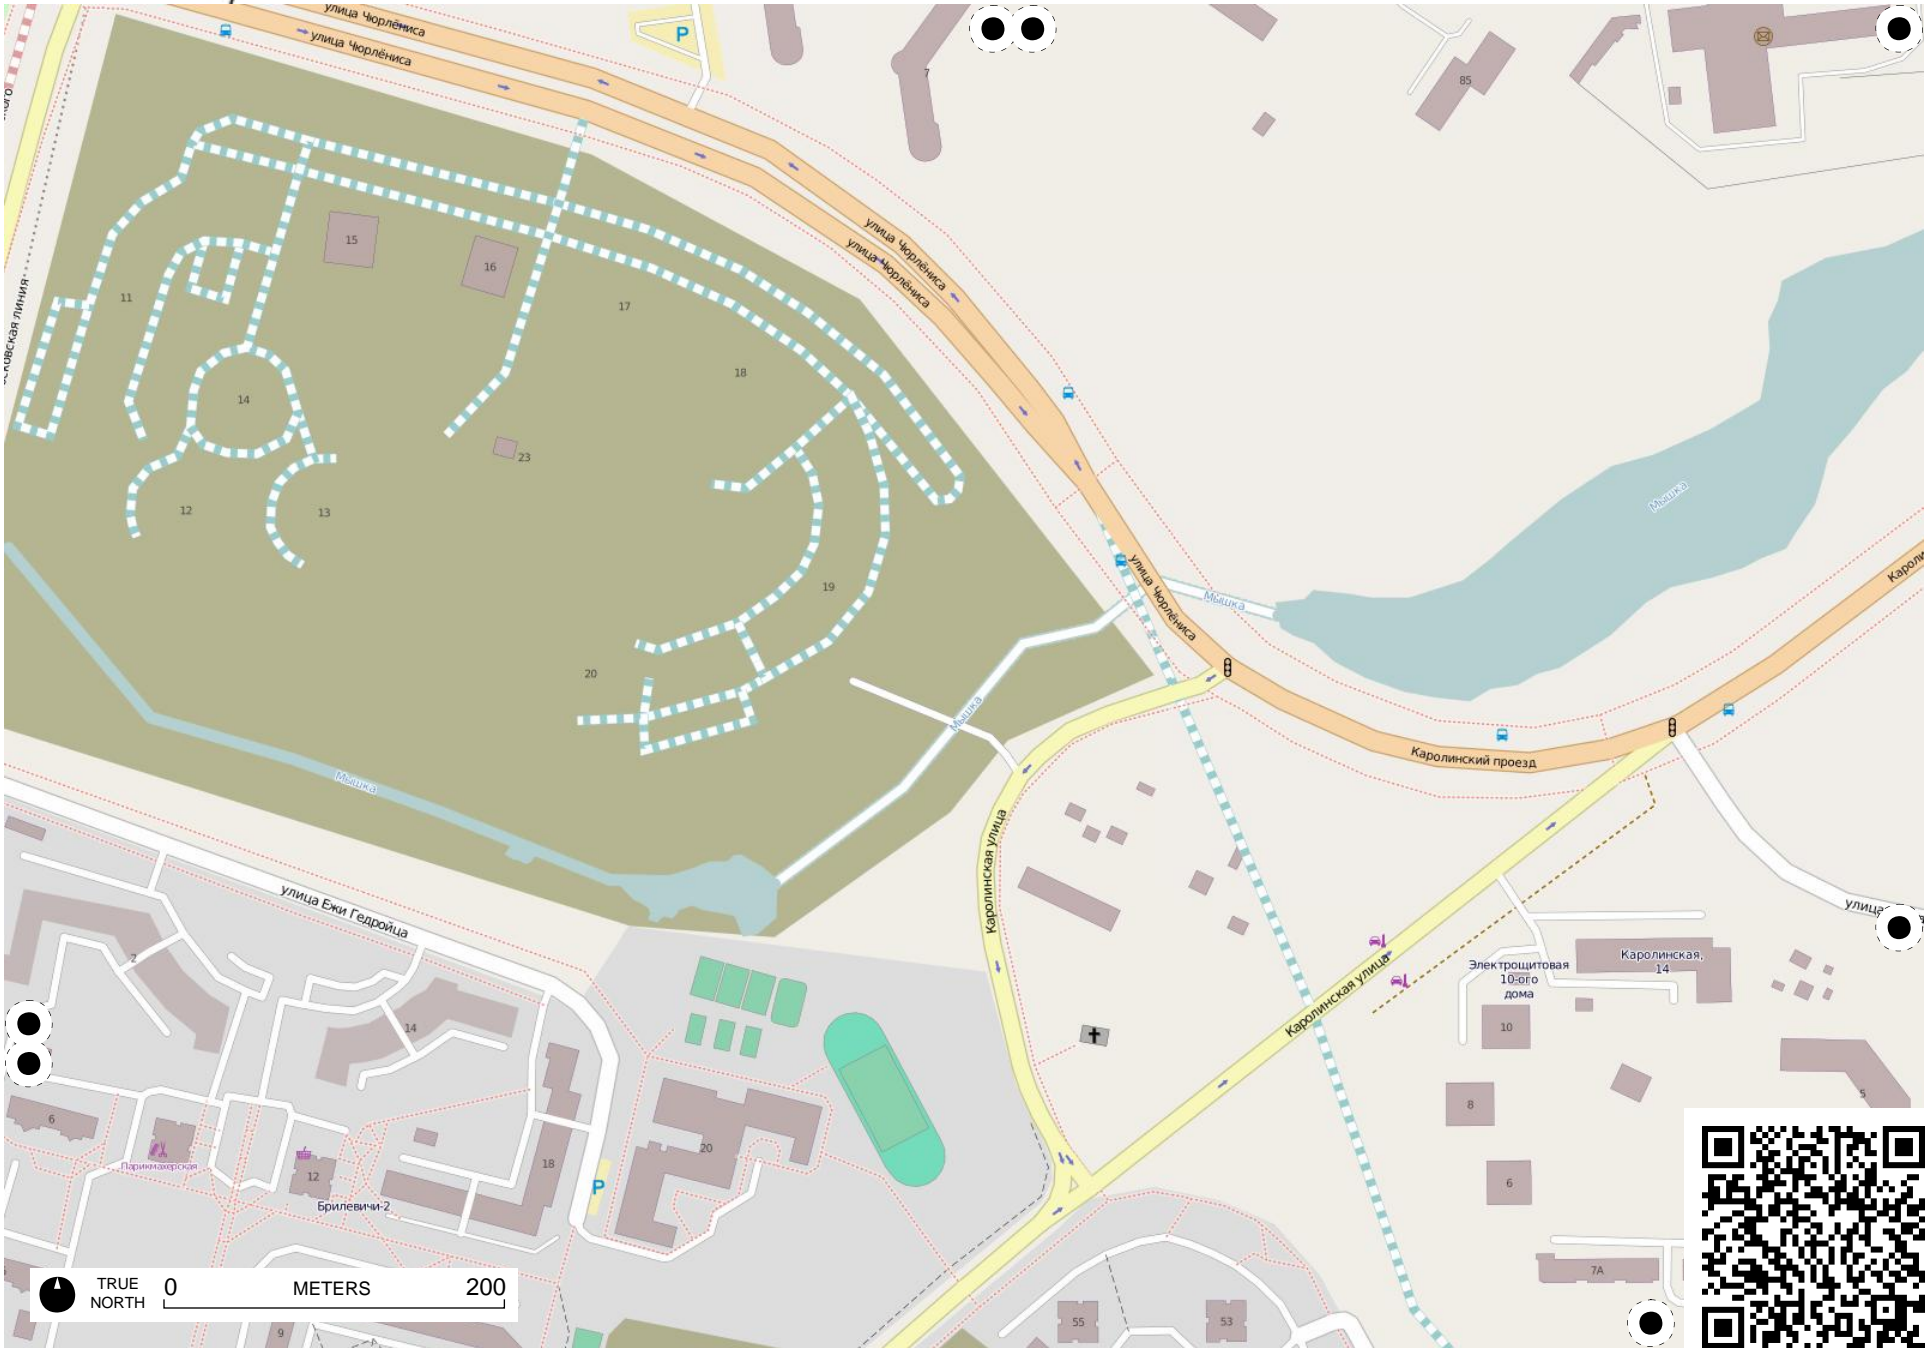 улица Чюрлёниса
улица Чюрлёниса
P
7
85
15
16
улица Чюрлёниса
улица Чюрлёниса
11
17
18
14
23
12
13
Мышка
19
улица Чюрлёниса
Мышка
20
Мышка
Каролинский проезд
Мышка
Каролинская улица
улица Ежи Гедройца
2
14
Каролинская улица
Электрощитовая
10-ого
дома
Каролинская,
14
10
8
5
6
Парикмахерская
12
18
20
P
Брилевичи-2
6
7A
55
53
9
TRUE
NORTH
0
METERS
200